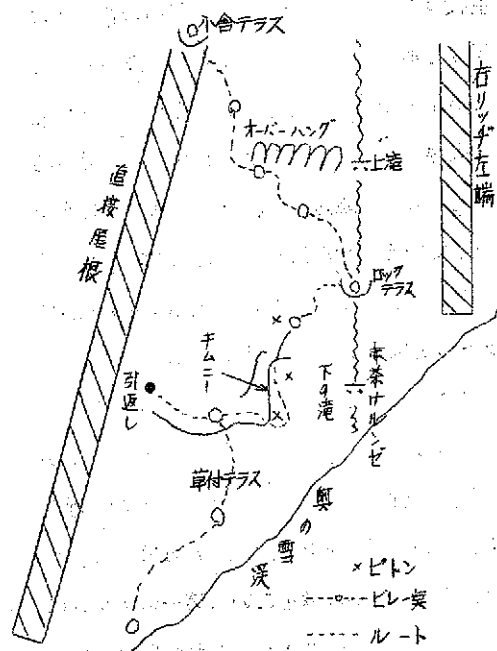 小舎テラス
オーバーハング
上滝
右リッヂ左端
直接尾根
ロック
テラス
チムニー
引返し
下の滝
草付テラス
奥の雪渓
×ピトン
ビレー点
ルート